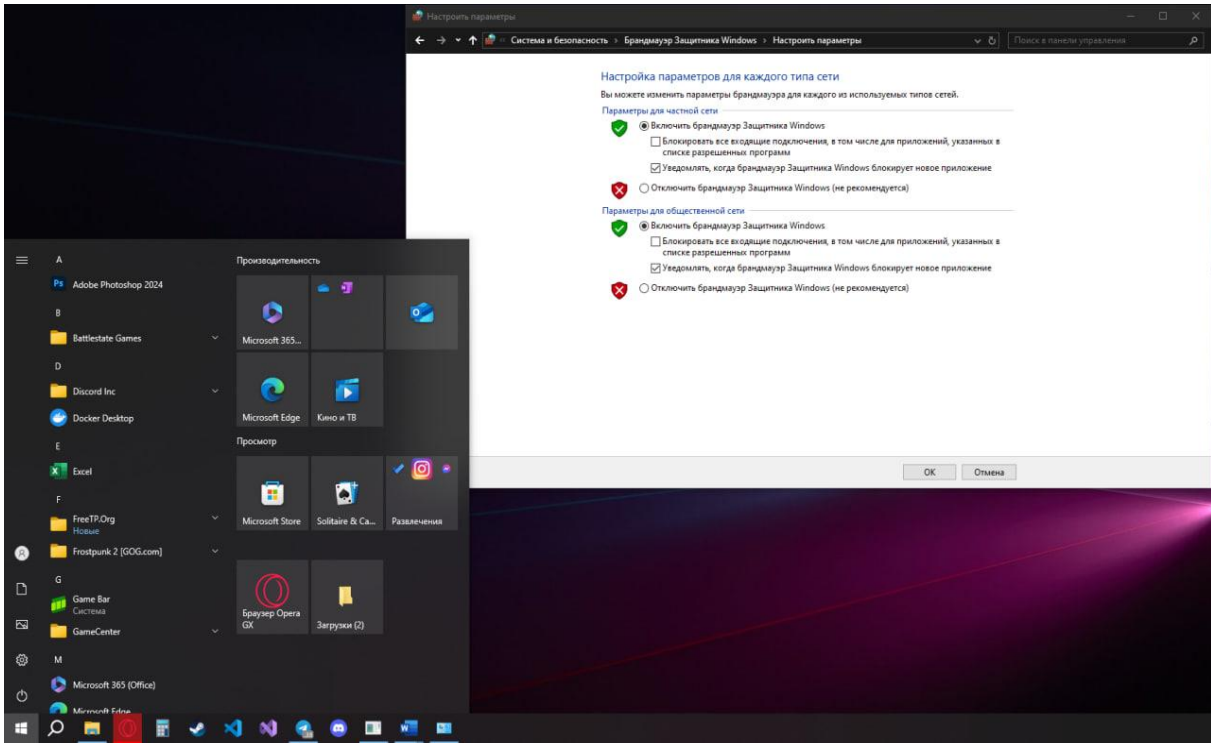 Настроить параметры
Система и безопасность › Брандмауэр Защитника Windows › Настроить параметры
Поиск в панели управления
Настройка параметров для каждого типа сети
Вы можете изменить параметры брандмауэра для каждого из используемых типов сетей.
Параметры для частной сети
Включить брандмауэр Защитника Windows
Блокировать все входящие подключения, в том числе для приложений, указанных в
списке разрешенных программ
Уведомлять, когда брандмауэр Защитника Windows блокирует новое приложение
Отключить брандмауэр Защитника Windows (не рекомендуется)
Параметры для общественной сети
Включить брандмауэр Защитника Windows
Блокировать все входящие подключения, в том числе для приложений, указанных в
списке разрешенных программ
Уведомлять, когда брандмауэр Защитника Windows блокирует новое приложение
Отключить брандмауэр Защитника Windows (не рекомендуется)
ОК
Отмена
A
Ps Adobe Photoshop 2024
B
Battlestate Games
D
Discord Inc
Docker Desktop
E
Excel
F
FreeTP.Org
Новые
Frostpunk 2 [GOG.com]
G
Game Bar
Система
GameCenter
M
Microsoft 365 (Office)
Microsoft Edge
Производительность
Microsoft 365...
Microsoft Edge
Кино и ТВ
Просмотр
Microsoft Store
Solitaire & Ca...
Развлечения
Браузер Opera
GX
Загрузки (2)